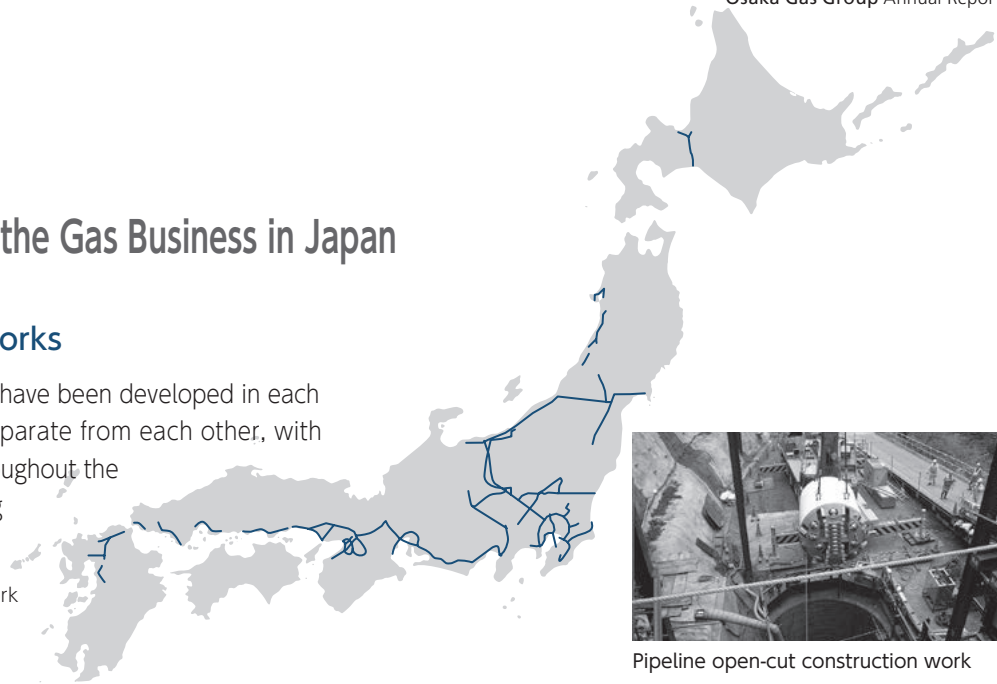 Osaka Gas Group Annual Repor
the Gas Business in Japan
orks
have been developed in each
parate from each other, with
ughout the
g
rk
Pipeline open-cut construction work